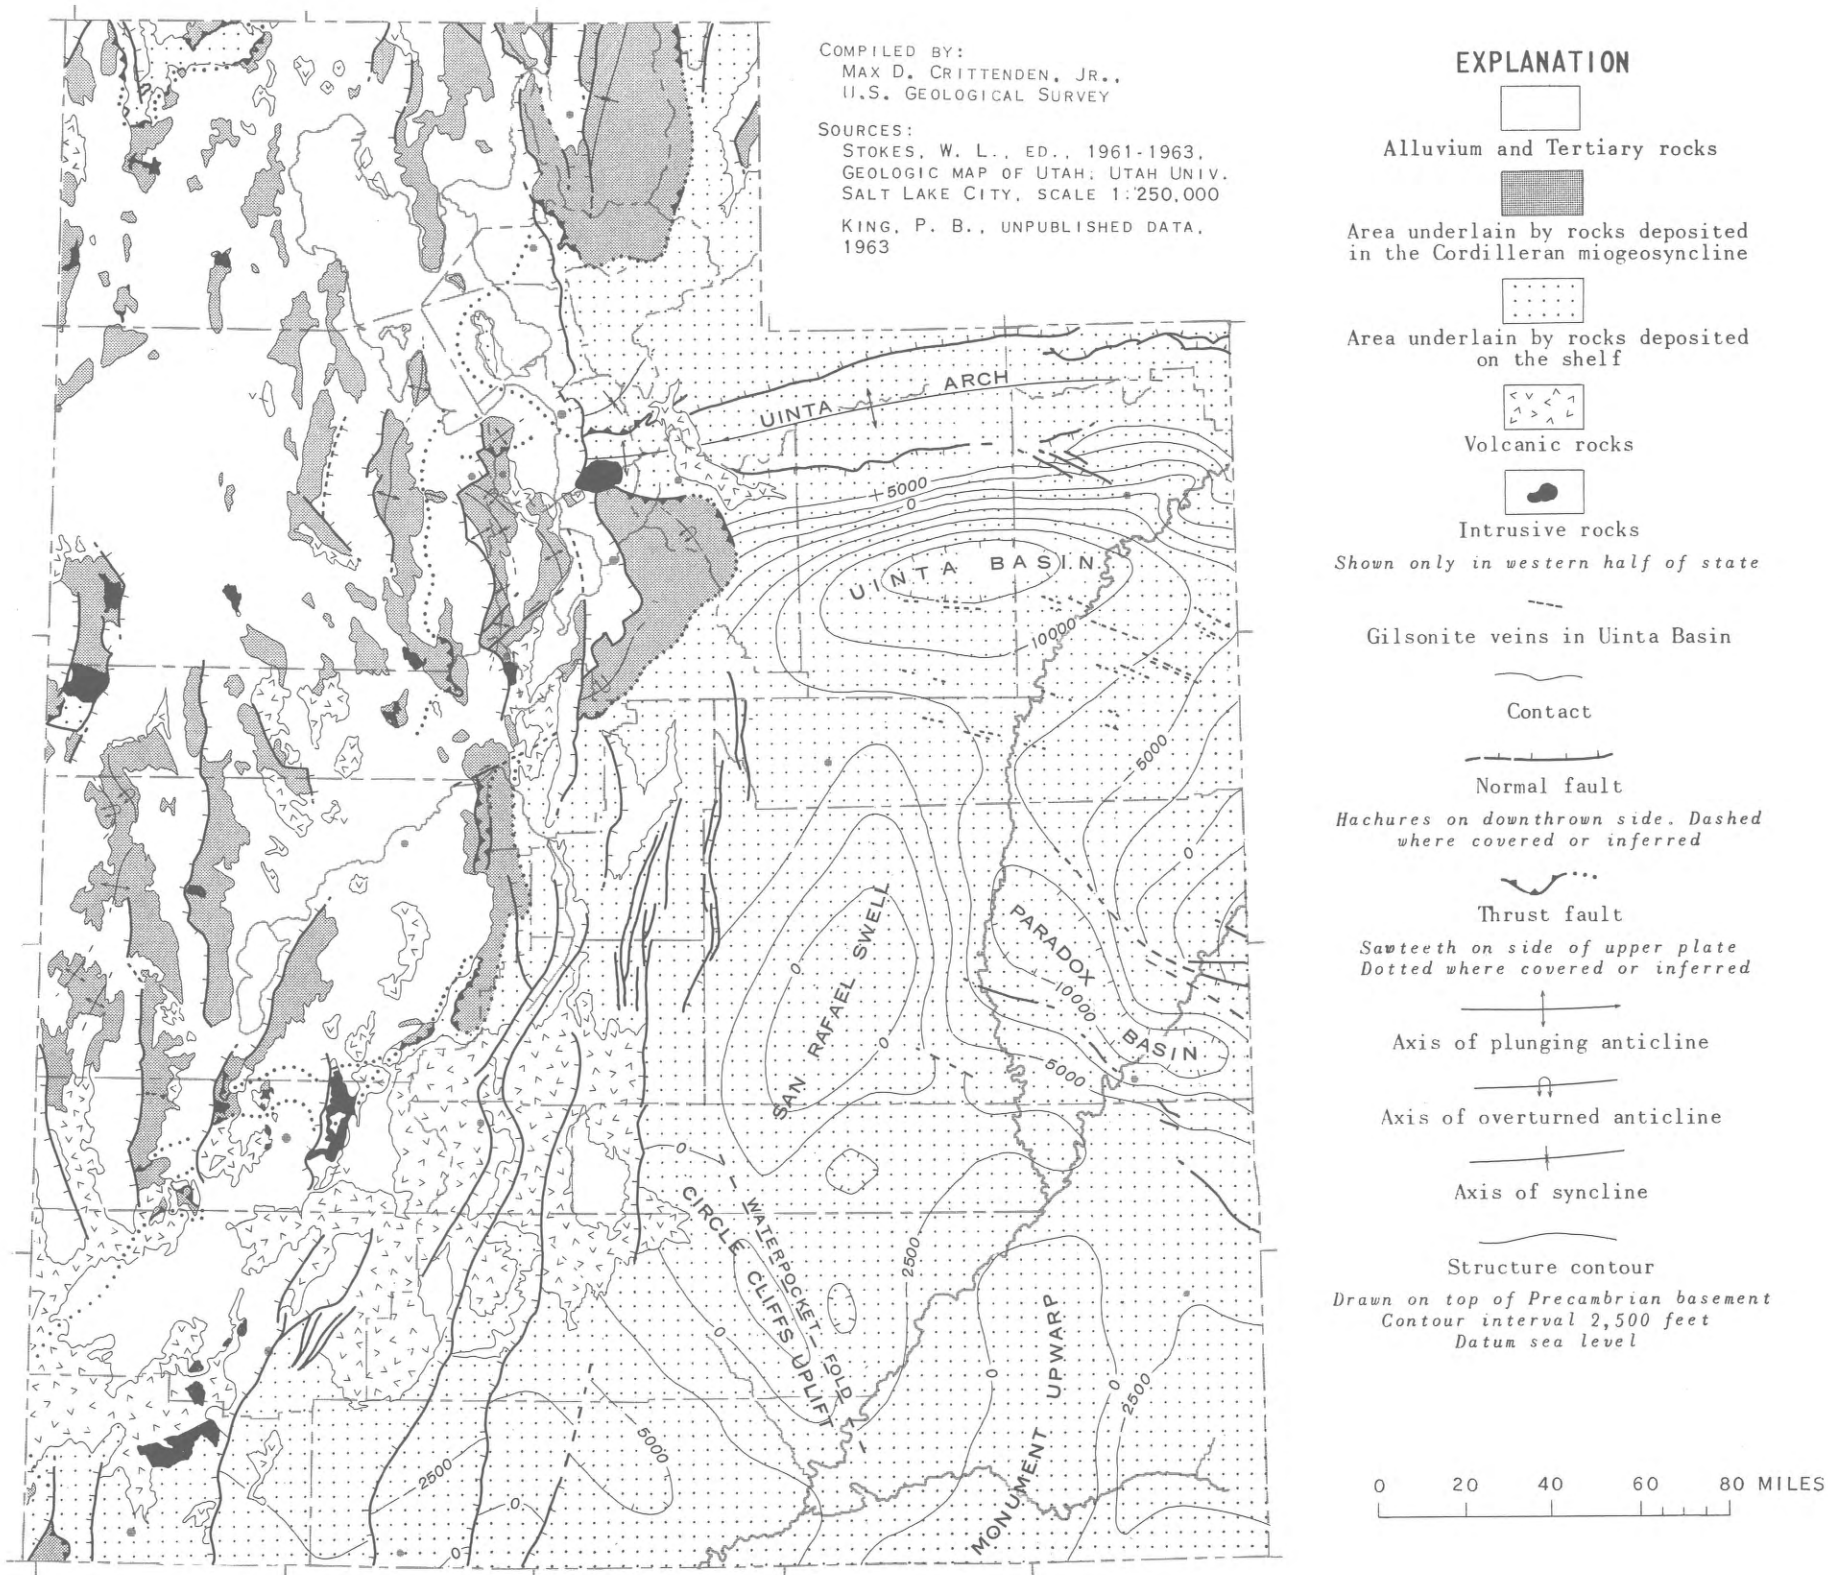 COMPILED BY:
MAX D. CRITTENDEN, JR.,
U.S. GEOLOGICAL SURVEY
SOURCES:
STOKES, W. L., ED., 1961-1963,
GEOLOGIC MAP OF UTAH: UTAH UNIV.
SALT LAKE CITY, SCALE 1:250,000
KING, P. B., UNPUBLISHED DATA,
1963
UINTA ARCH
+5000
0
UINTA BASIN
-10000
-5000
0
SAN RAFAEL SWELL
0
0
PARADOX BASIN
-10000
-5000
0
WATERPOCKET FOLD
CIRCLE CLIFFS UPLIFT
0
2500
MONUMENT UPWARP
0
0
-2500
5000
-2500
0
0
EXPLANATION
Alluvium and Tertiary rocks
Area underlain by rocks deposited
in the Cordilleran miogeosyncline
Area underlain by rocks deposited
on the shelf
Volcanic rocks
Intrusive rocks
Shown only in western half of state
Gilsonite veins in Uinta Basin
Contact
Normal fault
Hachures on downthrown side. Dashed
where covered or inferred
Thrust fault
Sawteeth on side of upper plate
Dotted where covered or inferred
Axis of plunging anticline
Axis of overturned anticline
Axis of syncline
Structure contour
Drawn on top of Precambrian basement
Contour interval 2,500 feet
Datum sea level
0 20 40 60 80 MILES